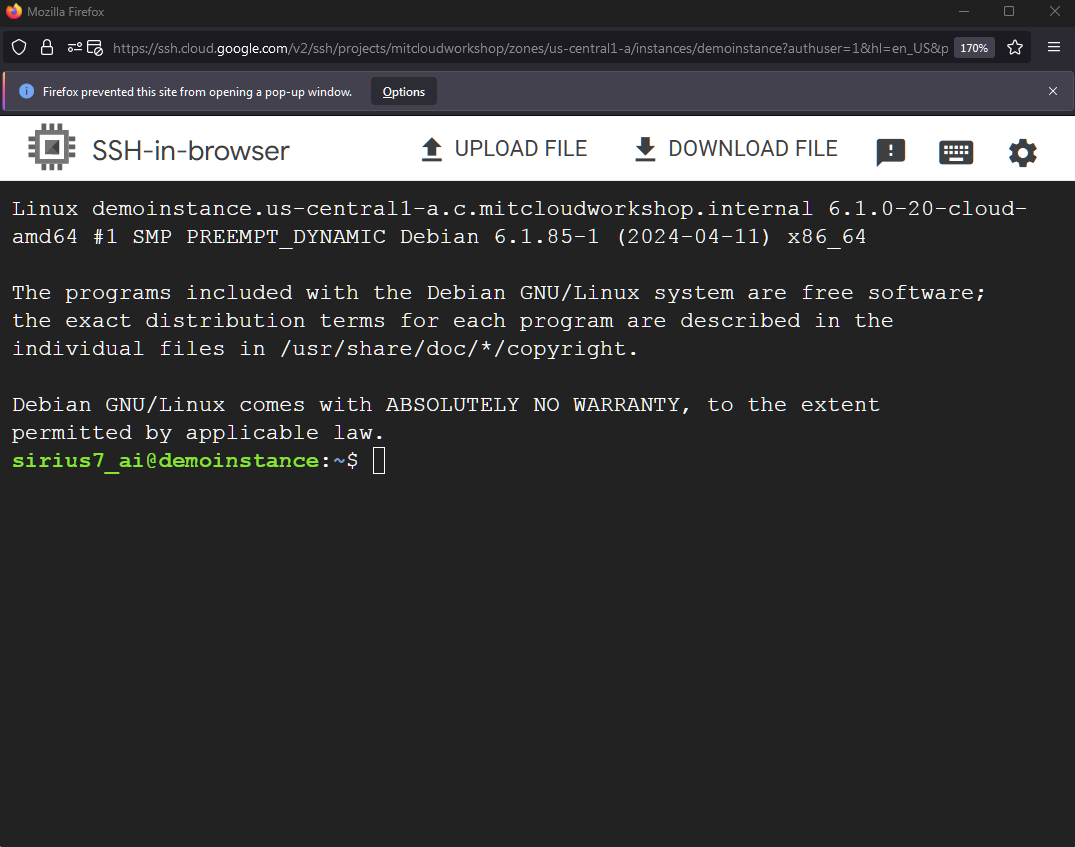 Mozilla Firefox
https://ssh.cloud.google.com/v2/ssh/projects/mitcloudworkshop/zones/us-central1-a/instances/demoinstance?authuser=1&hl=en_US&p
170%
Firefox prevented this site from opening a pop-up window.
Options
SSH-in-browser
UPLOAD FILE
DOWNLOAD FILE
Linux demoinstance.us-central1-a.c.mitcloudworkshop.internal 6.1.0-20-cloud-
amd64 #1 SMP PREEMPT_DYNAMIC Debian 6.1.85-1 (2024-04-11) x86_64
The programs included with the Debian GNU/Linux system are free software;
the exact distribution terms for each program are described in the
individual files in /usr/share/doc/*/copyright.
Debian GNU/Linux comes with ABSOLUTELY NO WARRANTY, to the extent
permitted by applicable law.
sirius7_ai@demoinstance:~$